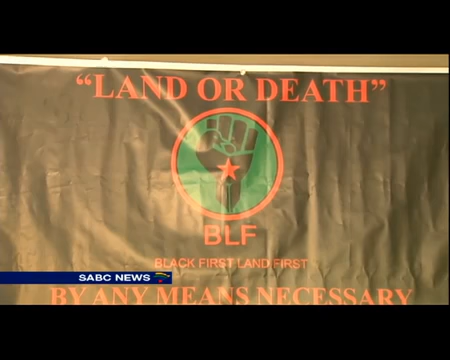 “LAND OR DEATH”
BLF
BLACK FIRST LAND FIRST
SABC NEWS
BY ANY MEANS NECESSARY